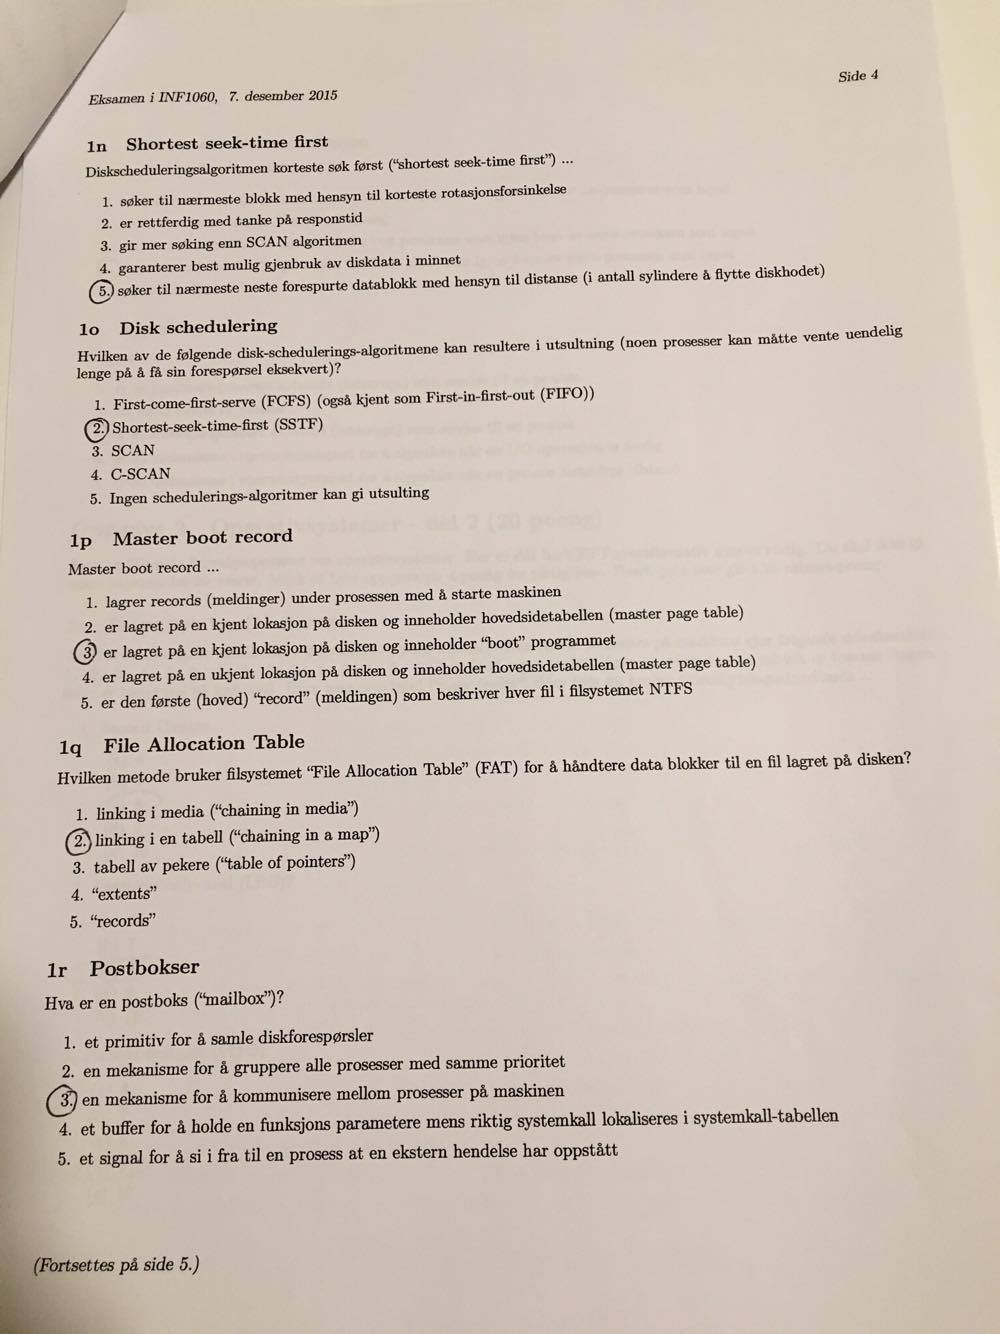 Side 4
Eksamen i INF1060, 7. desember 2015
1n Shortest seek-time first
Diskscheduleringsalgoritmen korteste søk først (“shortest seek-time first”) ...
1. søker til nærmeste blokk med hensyn til korteste rotasjonsforsinkelse
2. er rettferdig med tanke på responstid
3. gir mer søking enn SCAN algoritmen
4. garanterer best mulig gjenbruk av diskdata i minnet
5. søker til nærmeste neste forespurte datablokk med hensyn til distanse (i antall sylindere å flytte diskhodet)
1o Disk schedulering
Hvilken av de følgende disk-schedulerings-algoritmene kan resultere i utsultning (noen prosesser kan måtte vente uendelig
lenge på å få sin forespørsel eksekvert)?
1. First-come-first-serve (FCFS) (også kjent som First-in-first-out (FIFO))
2. Shortest-seek-time-first (SSTF)
3. SCAN
4. C-SCAN
5. Ingen schedulerings-algoritmer kan gi utsulting
1p Master boot record
Master boot record ...
1. lagrer records (meldinger) under prosessen med å starte maskinen
2. er lagret på en kjent lokasjon på disken og inneholder hovedsidetabellen (master page table)
3. er lagret på en kjent lokasjon på disken og inneholder “boot” programmet
4. er lagret på en ukjent lokasjon på disken og inneholder hovedsidetabellen (master page table)
5. er den første (hoved) “record” (meldingen) som beskriver hver fil i filsystemet NTFS
1q File Allocation Table
Hvilken metode bruker filsystemet “File Allocation Table” (FAT) for å håndtere data blokker til en fil lagret på disken?
1. linking i media (“chaining in media”)
2. linking i en tabell (“chaining in a map”)
3. tabell av pekere (“table of pointers”)
4. “extents”
5. “records”
1r Postbokser
Hva er en postboks (“mailbox”)?
1. et primitiv for å samle diskforespørsler
2. en mekanisme for å gruppere alle prosesser med samme prioritet
3. en mekanisme for å kommunisere mellom prosesser på maskinen
4. et buffer for å holde en funksjons parametere mens riktig systemkall lokaliseres i systemkall-tabellen
5. et signal for å si i fra til en prosess at en ekstern hendelse har oppstått
(Fortsettes på side 5.)